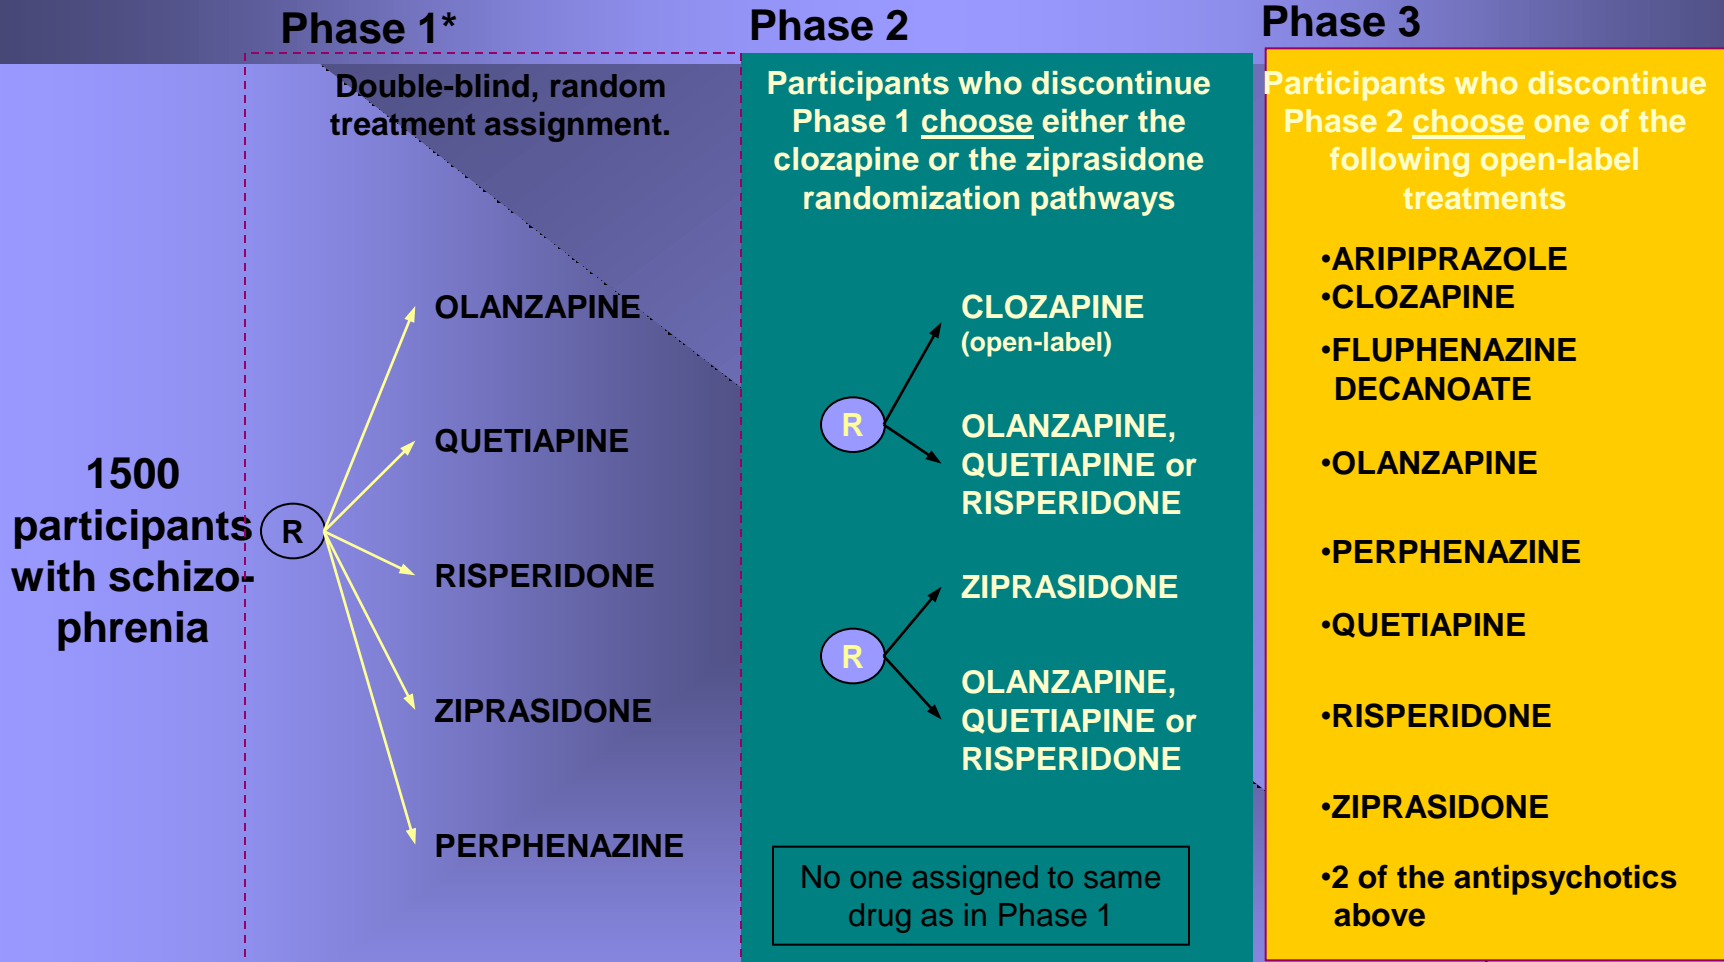 Phase 1*
Double-blind, random
treatment assignment.
1500
participants
with schizo-
phrenia
R
OLANZAPINE
QUETIAPINE
RISPERIDONE
ZIPRASIDONE
PERPHENAZINE
Phase 2
Participants who discontinue
Phase 1 choose either the
clozapine or the ziprasidone
randomization pathways
R
CLOZAPINE
(open-label)
OLANZAPINE,
QUETIAPINE or
RISPERIDONE
R
ZIPRASIDONE
OLANZAPINE,
QUETIAPINE or
RISPERIDONE
No one assigned to same
drug as in Phase 1
Phase 3
Participants who discontinue
Phase 2 choose one of the
following open-label
treatments
•ARIPIPRAZOLE
•CLOZAPINE
•FLUPHENAZINE
DECANOATE
•OLANZAPINE
•PERPHENAZINE
•QUETIAPINE
•RISPERIDONE
•ZIPRASIDONE
•2 of the antipsychotics
above